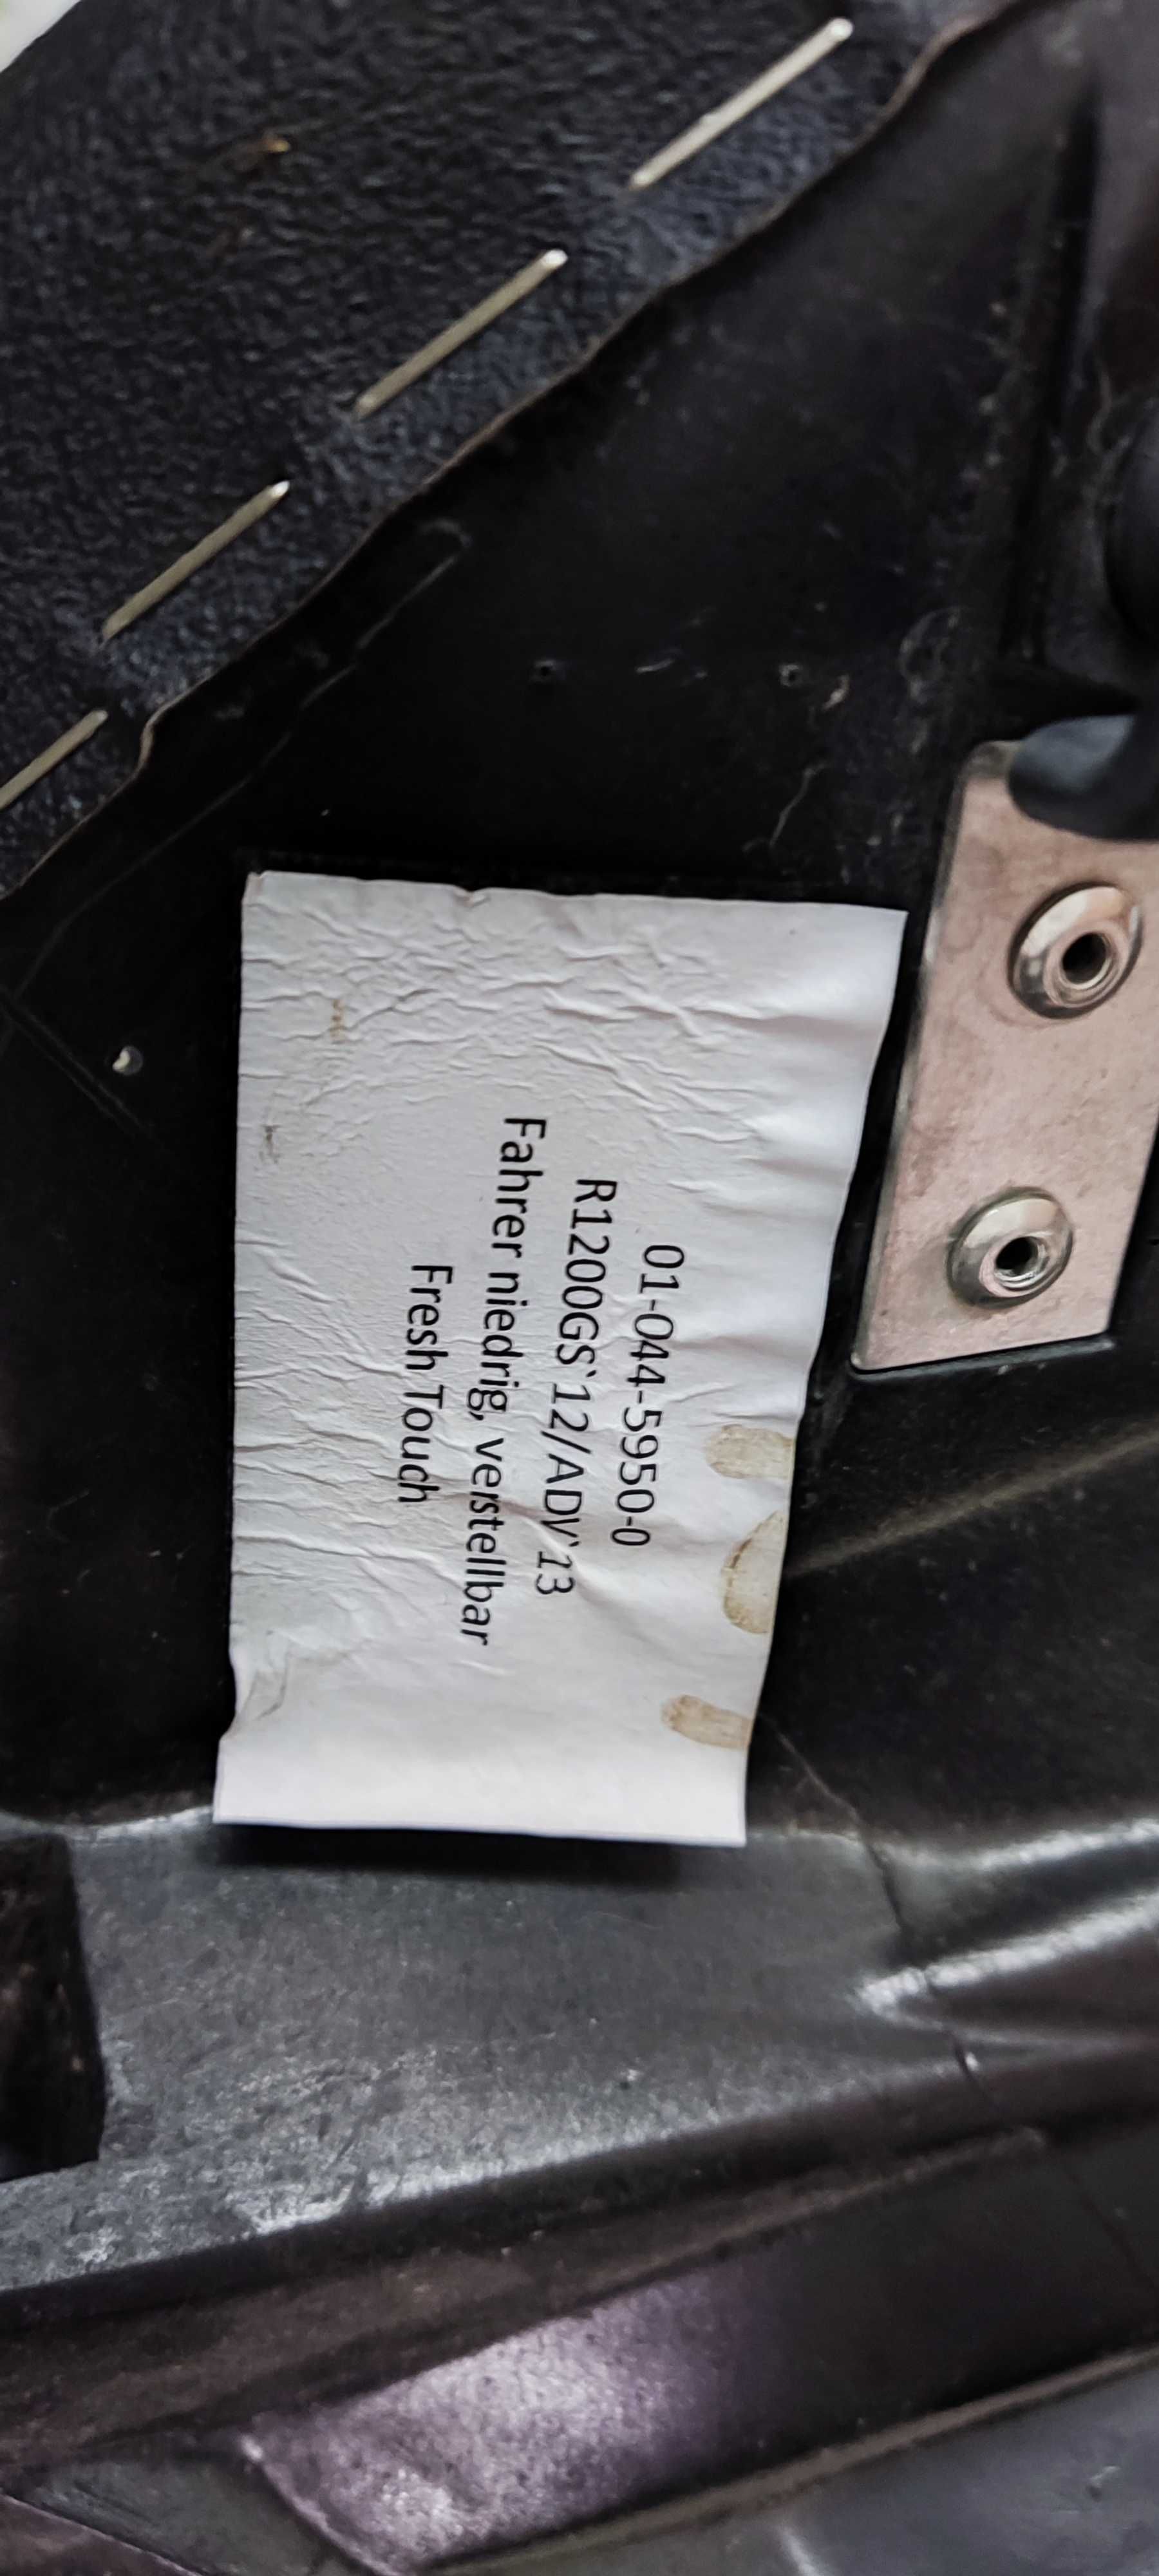 01-044-5950-0
R1200GS`12/ADV`13
Fahrer niedrig, verstellbar
Fresh Touch